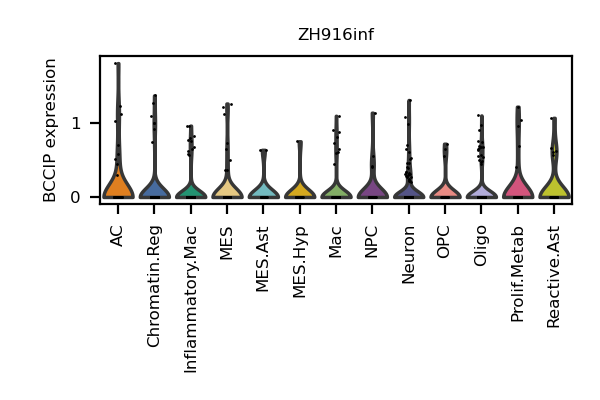 ZH916inf
BCCIP expression
1
0
AC
Chromatin.Reg
Inflammatory.Mac
MES
MES.Ast
MES.Hyp
Mac
NPC
Neuron
OPC
Oligo
Prolif.Metab
Reactive.Ast